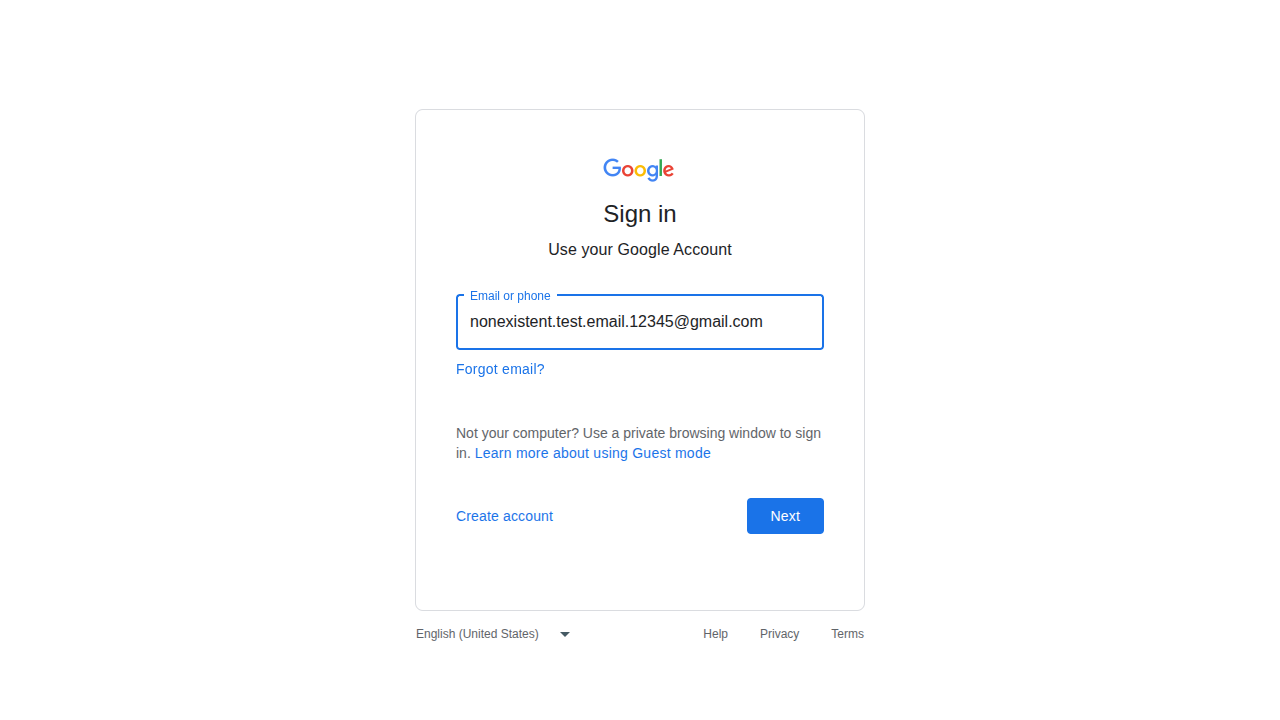 Google
Sign in
Use your Google Account
Email or phone
nonexistent.test.email.12345@gmail.com
Forgot email?
Not your computer? Use a private browsing window to sign
in. Learn more about using Guest mode
Create account
Next
English (United States)
Help
Privacy
Terms